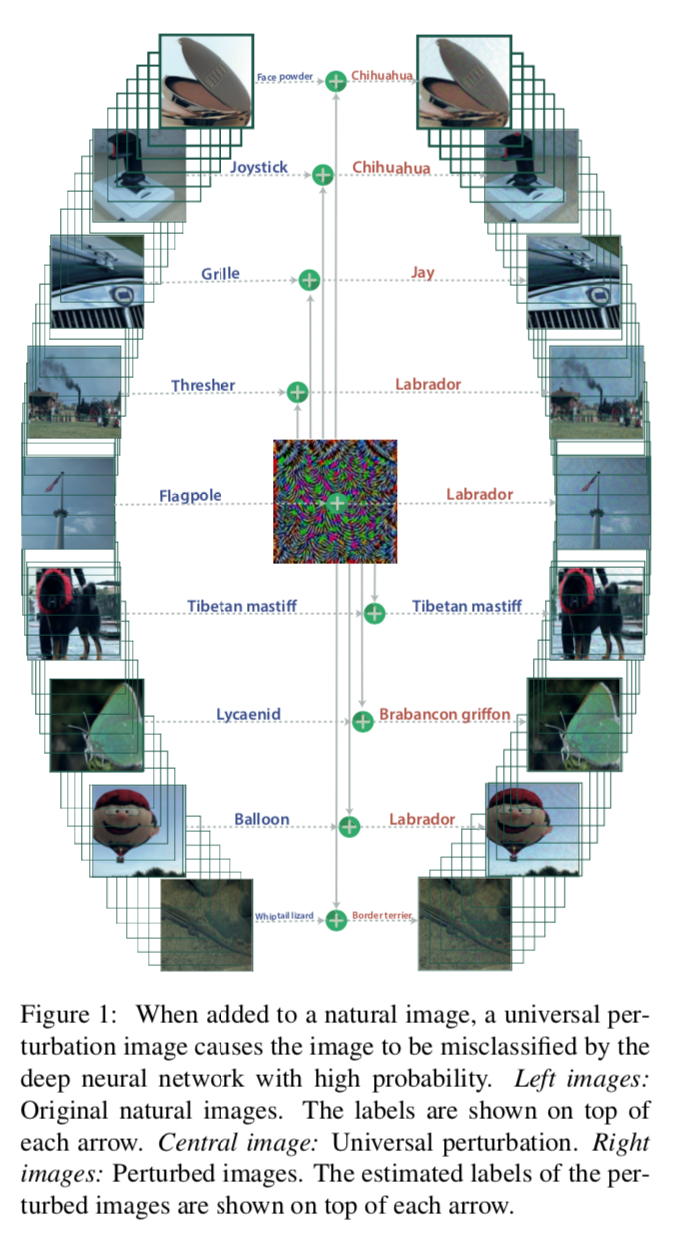 Face powder Chihuahua
Joystick Chihuahua
Grille Jay
Thresher Labrador
Flagpole Labrador
Tibetan mastiff Tibetan mastiff
Lycaenid Brabancon griffon
Balloon Labrador
Whiptail lizard Border terrier
Figure 1: When added to a natural image, a universal per-
turbation image causes the image to be misclassified by the
deep neural network with high probability. Left images:
Original natural images. The labels are shown on top of
each arrow. Central image: Universal perturbation. Right
images: Perturbed images. The estimated labels of the per-
turbed images are shown on top of each arrow.